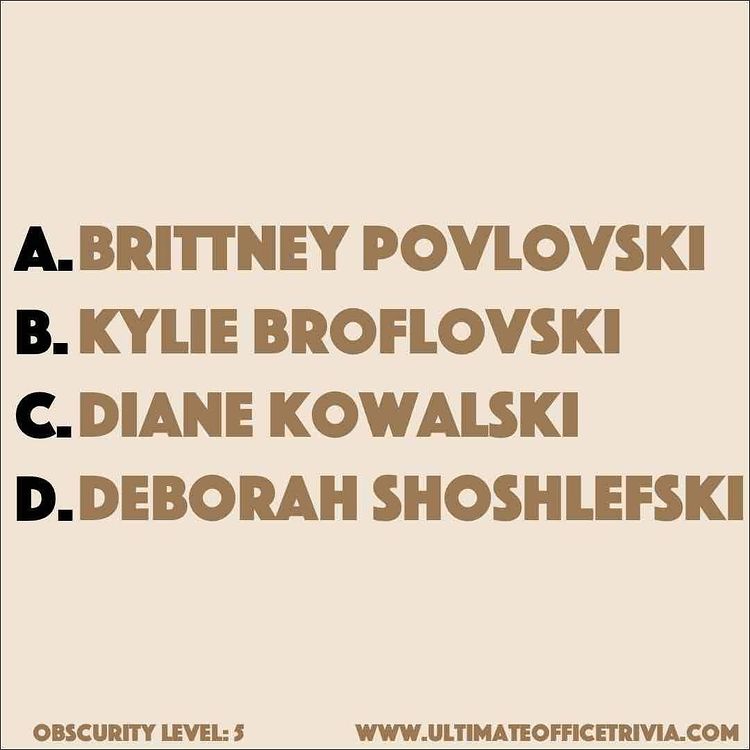 A. BRITTNEY POVLOVSKI
B. KYLIE BROFLOVSKI
C. DIANE KOWALSKI
D. DEBORAH SHOSHLEFSKI
OBSCURITY LEVEL: 5 WWW.ULTIMATEOFFICETRIVIA.COM